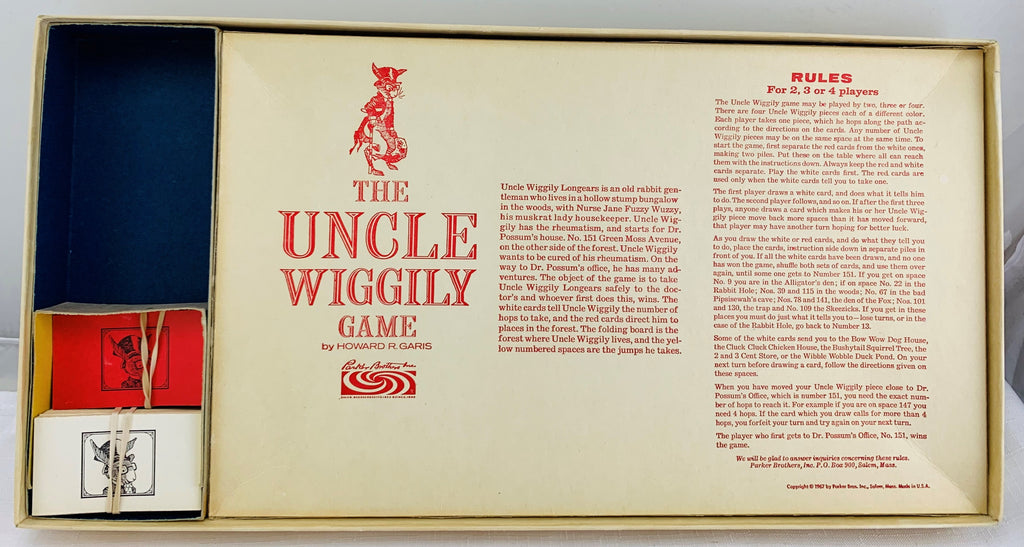 THE
UNCLE
WIGGILY
GAME
by HOWARD R. GARIS
Parker Brothers Inc
Uncle Wiggily Longears is an old rabbit gen-
tleman who lives in a hollow stump bungalow
in the woods, with Nurse Jane Fuzzy Wuzzy,
his muskrat lady housekeeper. Uncle Wig-
gily has the rheumatism, and starts for Dr.
Possum's house. No. 151 Green Moss Avenue,
on the other side of the forest. Uncle Wiggily
wants to be cured of his rheumatism. On the
way to Dr. Possum's office, he has many ad-
ventures. The object of the game is to take
Uncle Wiggily Longears safely to the doc-
tor's and whoever first does this, wins. The
white cards tell Uncle Wiggily the number of
hops to take, and the red cards direct him to
places in the forest. The folding board is the
forest where Uncle Wiggily lives, and the yel-
low numbered spaces are the jumps he takes.
RULES
For 2, 3 or 4 players
The Uncle Wiggily game may be played by two, three or four.
There are four Uncle Wiggily pieces each of a different color.
Each player takes one piece, which he hops along the path ac-
cording to the directions on the cards. Any number of Uncle
Wiggily pieces may be on the same space at the same time. To
start the game, first separate the red cards from the white ones,
making two piles. Put these on the table where all can reach
them with the instructions down. Always keep the red and white
cards separate. Play the white cards first. The red cards are
used only when the white cards tell you to take one.
The first player draws a white card, and does what it tells him
to do. The second player follows, and so on. If after the first three
plays, anyone draws a card which makes his or her Uncle Wig-
gily piece move back more spaces than it has moved forward,
that player may have another turn hoping for better luck.
As you draw the white or red cards, and do what they tell you
to do, place the cards, instruction side down in separate piles in
front of you. If all the white cards have been drawn, and no one
has won the game, shuffle both sets of cards, and use them over
again, until some one gets to Number 151. If you get on space
No. 9 you are in the Alligator's den; if on space No. 22 in the
Rabbit Hole; Nos. 39 and 115 in the woods; No. 67 in the bad
Pipsisewah's cave; Nos. 78 and 141, the den of the Fox; Nos. 101
and 130, the trap and No. 109 the Skeezicks. If you get in these
places you must do just what it tells you to—lose turns, or in the
case of the Rabbit Hole, go back to Number 13.
Some of the white cards send you to the Bow Wow Dog House,
the Cluck Cluck Chicken House, the Bushytail Squirrel Tree, the
2 and 3 Cent Store, or the Wibble Wobble Duck Pond. On your
next turn before drawing a card, follow the directions given on
these spaces.
When you have moved your Uncle Wiggily piece close to Dr.
Possum's Office, which is number 151, you need the exact num-
ber of hops to reach it. For example if you are on space 147 you
need 4 hops. If the card which you draw calls for more than 4
hops, you forfeit your turn and try again on your next turn.
The player who first gets to Dr. Possum's Office, No. 151, wins
the game.
We will be glad to answer inquiries concerning these rules.
Parker Brothers, Inc. P.O. Box 900, Salem, Mass.
Copyright © 1967 by Parker Bros. Inc., Salem, Mass. Made in U.S.A.